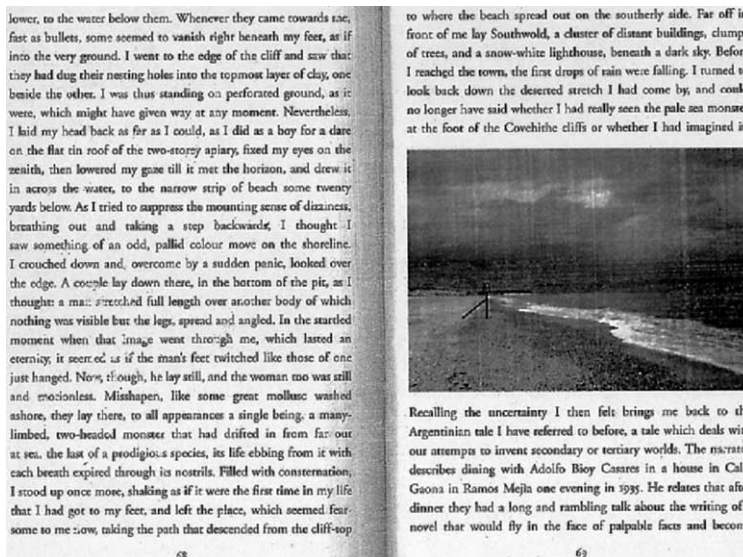 lower, to the water below them. Whenever they came towards me,
fast as bullets, some seemed to vanish right beneath my feet, as if
into the very ground. I went to the edge of the cliff and saw that
they had dug their nesting holes into the topmost layer of clay, one
beside the other. I was thus standing on perforated ground, as it
were, which might have given way at any moment. Nevertheless,
I laid my head back as far as I could, as I did as a boy for a dare
on the flat tin roof of the two-storey apiary, fixed my eyes on the
zenith, then lowered my gaze till it met the horizon, and drew it
in across the water, to the narrow strip of beach some twenty
yards below. As I tried to suppress the mounting sense of dizziness,
breathing out and taking a step backwards, I thought I
saw something of an odd, pallid colour move on the shoreline.
I crouched down and, overcome by a sudden panic, looked over
the edge. A couple lay down there, in the bottom of the pit, as I
thought: a man stretched full length over another body of which
nothing was visible but the legs, spread and angled. In the startled
moment when that image went through me, which lasted an
eternity, it seemed as if the man's feet twitched like those of one
just hanged. Now, though, he lay still, and the woman too was still
and motionless. Misshapen, like some great mollusc washed
ashore, they lay there, to all appearances a single being, a many-
limbed, two-headed monster that had drifted in from far out
at sea, the last of a prodigious species, its life ebbing from it with
each breath expired through its nostrils. Filled with consternation,
I stood up once more, shaking as if it were the first time in my life
that I had got to my feet, and left the place, which seemed fear-
some to me now, taking the path that descended from the cliff-top
68
to where the beach spread out on the southerly side. Far off in
front of me lay Southwold, a cluster of distant buildings, clump
of trees, and a snow-white lighthouse, beneath a dark sky. Befor
I reached the town, the first drops of rain were falling. I turned to
look back down the deserted stretch I had come by, and coul
no longer have said whether I had really seen the pale sea monste
at the foot of the Covehithe cliffs or whether I had imagined i
Recalling the uncertainty I then felt brings me back to th
Argentinian tale I have referred to before, a tale which deals wit
our attempts to invent secondary or tertiary worlds. The narrato
describes dining with Adolfo Bioy Casares in a house in Call
Gaona in Ramos Mejía one evening in 1935. He relates that afte
dinner they had a long and rambling talk about the writing of
novel that would fly in the face of palpable facts and becom
69